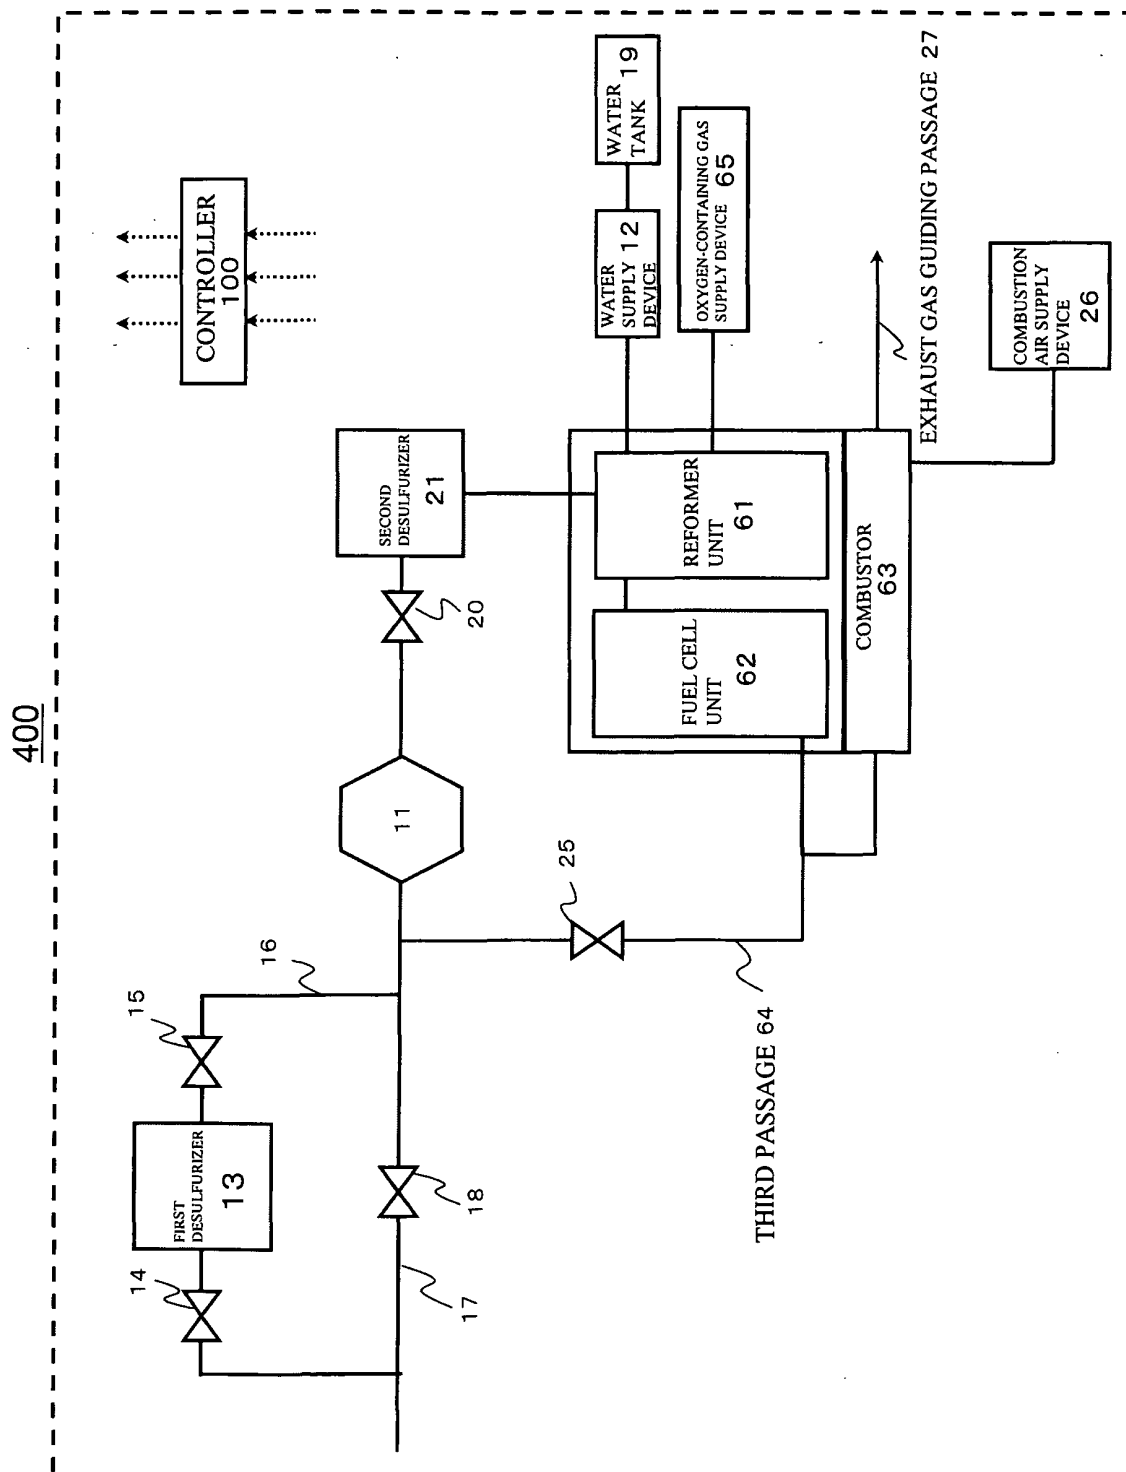 400
CONTROLLER
100
WATER
TANK
19
WATER
SUPPLY
DEVICE
12
OXYGEN-CONTAINING GAS
SUPPLY DEVICE
65
EXHAUST GAS GUIDING PASSAGE 27
COMBUSTION
AIR SUPPLY
DEVICE
26
SECOND
DESULFURIZER
21
20
REFORMER
UNIT
61
FUEL CELL
UNIT
62
COMBUSTOR
63
11
25
16
15
FIRST
DESULFURIZER
13
14
18
17
THIRD PASSAGE 64